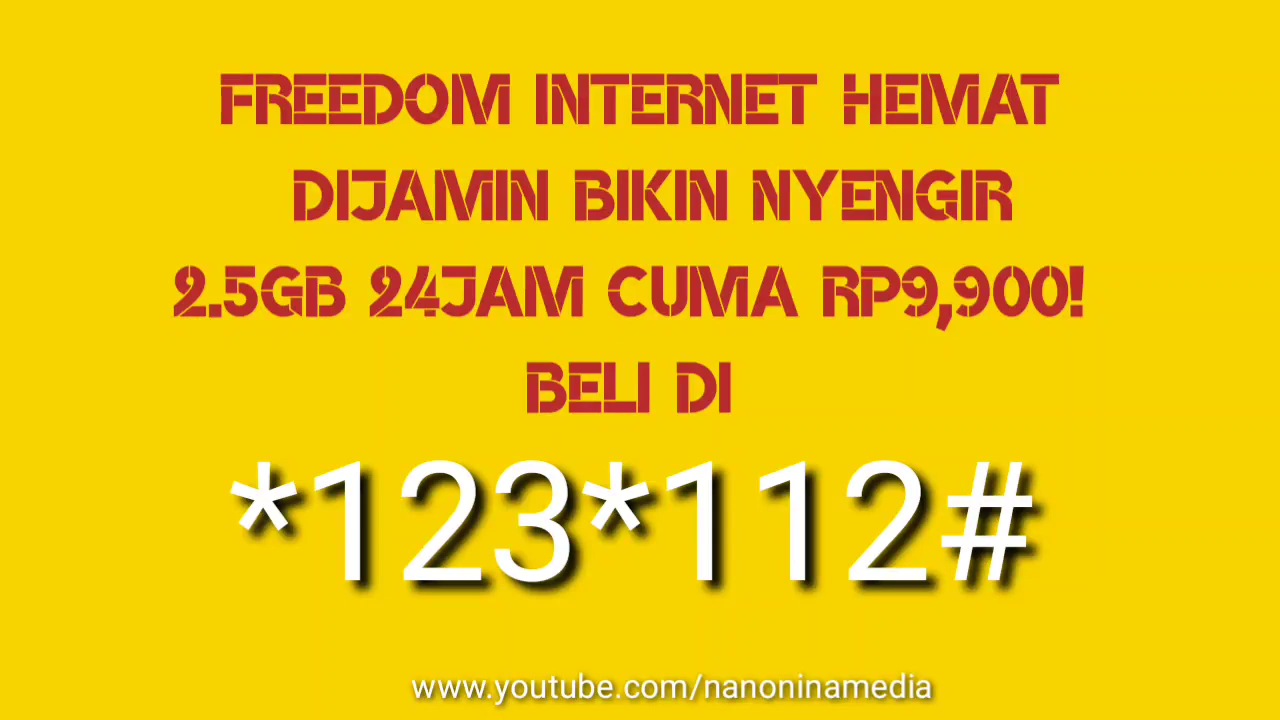 FREEDOM INTERNET HEMAT
DIJAMIN BIKIN NYENGIR
2.5GB 24JAM CUMA RP9,900!
BELI DI
*123*112#
www.youtube.com/nanoninamedia